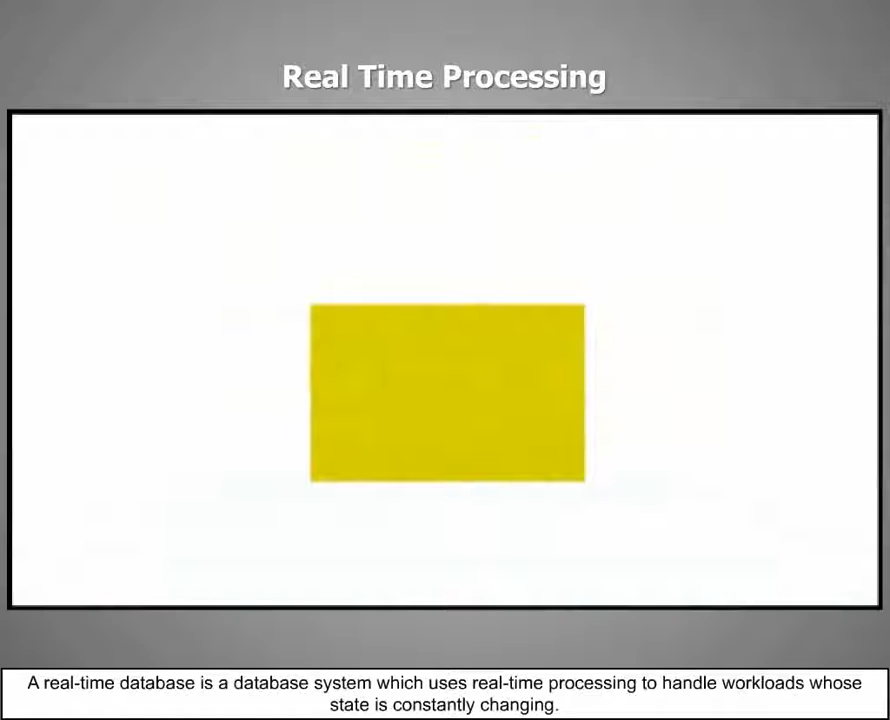 Real Time Processing
A real-time database is a database system which uses real-time processing to handle workloads whose
state is constantly changing.